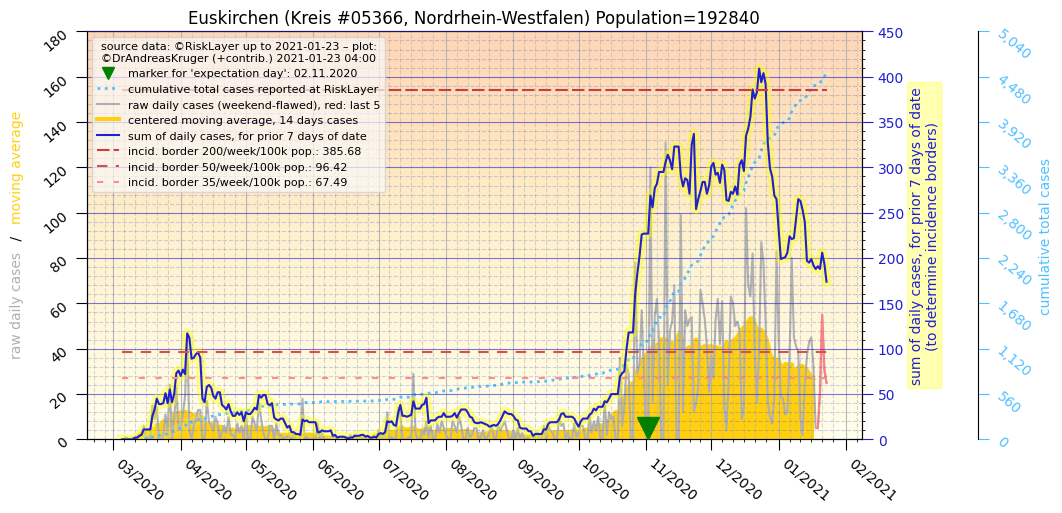 Euskirchen (Kreis #05366, Nordrhein-Westfalen) Population=192840
source data: ©RiskLayer up to 2021-01-23 – plot:
©DrAndreasKruger (+contrib.) 2021-01-23 04:00
marker for 'expectation day': 02.11.2020
cumulative total cases reported at RiskLayer
raw daily cases (weekend-flawed), red: last 5
centered moving average, 14 days cases
sum of daily cases, for prior 7 days of date
incid. border 200/week/100k pop.: 385.68
incid. border 50/week/100k pop.: 96.42
incid. border 35/week/100k pop.: 67.49
raw daily cases / moving average
180
160
140
120
100
80
60
40
20
0
03/2020
04/2020
05/2020
06/2020
07/2020
08/2020
09/2020
10/2020
11/2020
12/2020
01/2021
02/2021
450
400
350
300
250
200
150
100
50
0
sum of daily cases, for prior 7 days of date
(to determine incidence borders)
5,040
4,480
3,920
3,360
2,800
2,240
1,680
1,120
560
0
cumulative total cases